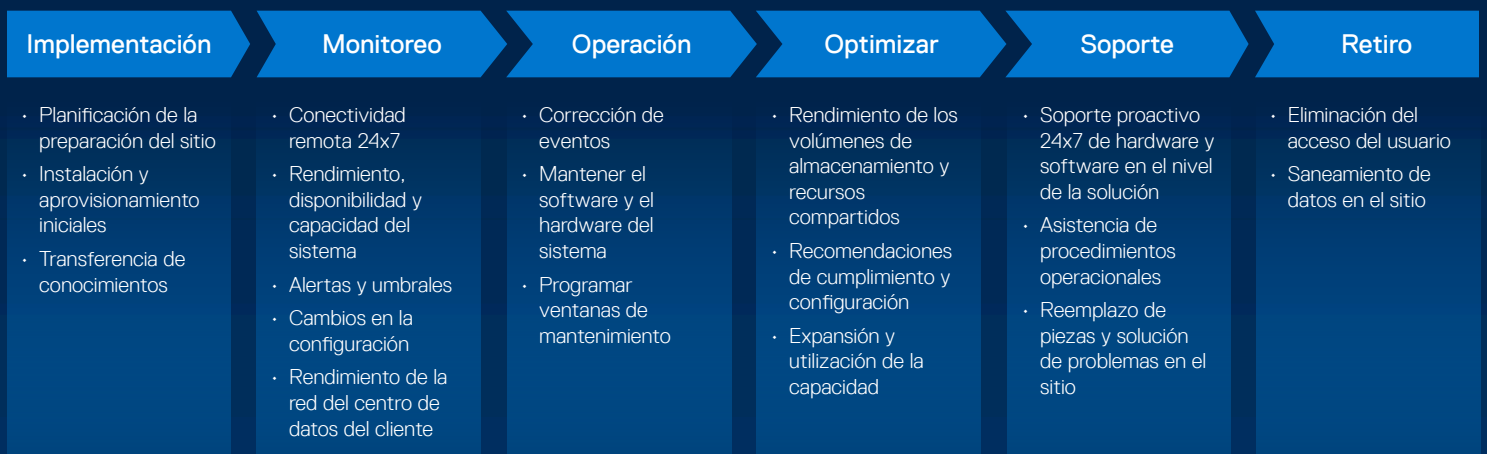 Implementación
Monitoreo
Operación
Optimizar
Soporte
Retiro
• Planificación de la
preparación del sitio
• Instalación y
aprovisionamiento
iniciales
• Transferencia de
conocimientos
• Conectividad
remota 24x7
• Rendimiento,
disponibilidad y
capacidad del
sistema
• Alertas y umbrales
• Cambios en la
configuración
• Rendimiento de la
red del centro de
datos del cliente
• Corrección de
eventos
• Mantener el
software y el
hardware del
sistema
• Programar
ventanas de
mantenimiento
• Rendimiento de los
volúmenes de
almacenamiento y
recursos
compartidos
• Recomendaciones
de cumplimiento y
configuración
• Expansión y
utilización de la
capacidad
• Soporte proactivo
24x7 de hardware y
software en el nivel
de la solución
• Asistencia de
procedimientos
operacionales
• Reemplazo de
piezas y solución
de problemas en el
sitio
• Eliminación del
acceso del usuario
• Saneamiento de
datos en el sitio